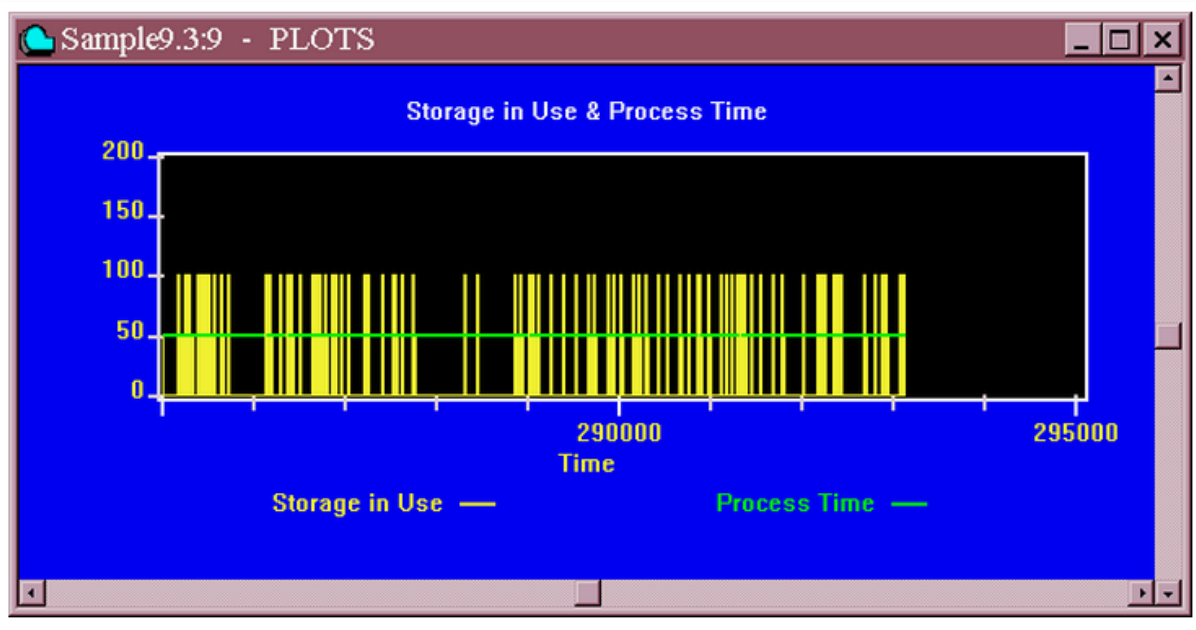 Sample9.3:9 - PLOTS
Storage in Use & Process Time
200
150
100
50
0
290000 295000
Time
Storage in Use Process Time